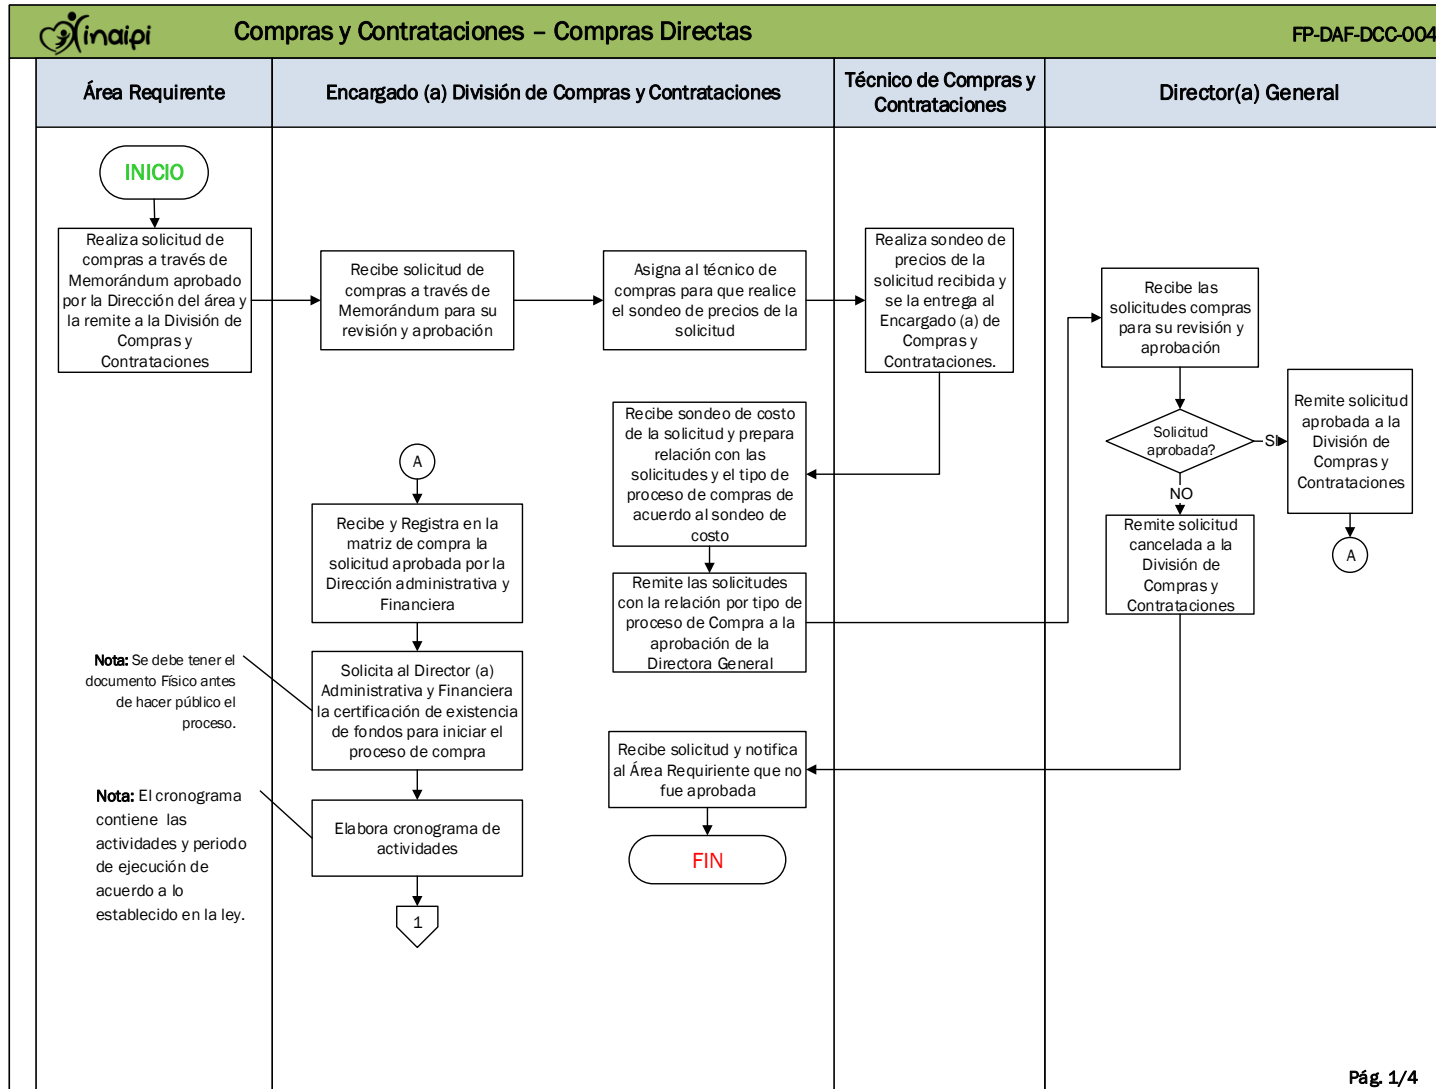 inaipi
Compras y Contrataciones – Compras Directas
FP-DAF-DCC-004
Área Requirente
Encargado (a) División de Compras y Contrataciones
Técnico de Compras y
Contrataciones
Director(a) General
INICIO
Realiza solicitud de
compras a través de
Memorándum aprobado
por la Dirección del área y
la remite a la División de
Compras y
Contrataciones
Recibe solicitud de
compras a través de
Memorándum para su
revisión y aprobación
Asigna al técnico de
compras para que realice
el sondeo de precios de la
solicitud
Realiza sondeo de
precios de la
solicitud recibida y
se la entrega al
Encargado (a) de
Compras y
Contrataciones.
Recibe las
solicitudes compras
para su revisión y
aprobación
Solicitud
aprobada?
SI
Remite solicitud
aprobada a la
División de
Compras y
Contrataciones
A
NO
Remite solicitud
cancelada a la
División de
Compras y
Contrataciones
Recibe sondeo de costo
de la solicitud y prepara
relación con las
solicitudes y el tipo de
proceso de compras de
acuerdo al sondeo de
costo
Remite las solicitudes
con la relación por tipo de
proceso de Compra a la
aprobación de la
Directora General
Recibe solicitud y notifica
al Área Requiriente que no
fue aprobada
FIN
A
Recibe y Registra en la
matriz de compra la
solicitud aprobada por la
Dirección administrativa y
Financiera
Solicita al Director (a)
Administrativa y Financiera
la certificación de existencia
de fondos para iniciar el
proceso de compra
Nota: Se debe tener el
documento Físico antes
de hacer público el
proceso.
Elabora cronograma de
actividades
Nota: El cronograma
contiene las
actividades y periodo
de ejecución de
acuerdo a lo
establecido en la ley.
1
Pág. 1/4